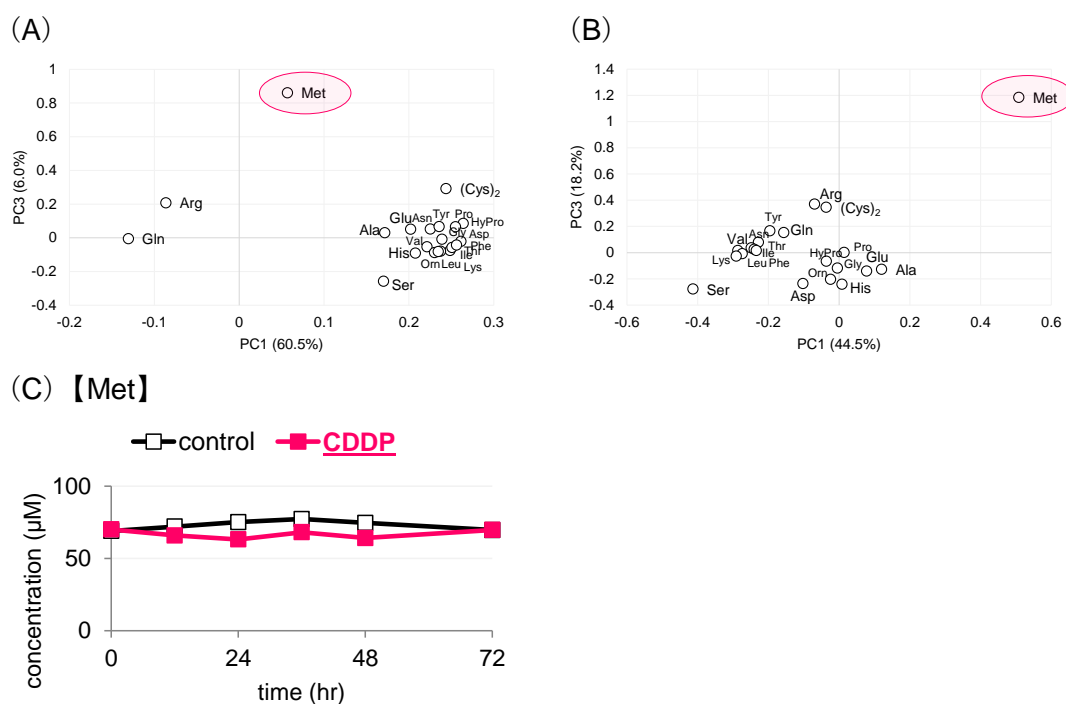 (A)
(B)
1
0.8
0.6
0.4
0.2
0
-0.2
-0.4
PC3 (6.0%)
-0.2
-0.1
0
0.1
0.2
0.3
PC1 (60.5%)
Met
Arg
Gln
(Cys)2
Ala
Glu
Asn
Tyr
Pro
HyPro
Val
Gly
Asp
His
Phe
Thr
Ile
Orn
Leu
Lys
Ser
1.4
1.2
1
0.8
0.6
0.4
0.2
0
-0.2
-0.4
PC3 (18.2%)
-0.6
-0.4
-0.2
0
0.2
0.4
0.6
PC1 (44.5%)
Met
Arg
(Cys)2
Tyr
Gln
Val
Asn
Thr
Ile
Lys
Leu
Phe
HyPro
Pro
Glu
Gly
Ala
Orn
Ser
Asp
His
(C)【Met】
control
CDDP
100
50
0
concentration (µM)
0
24
48
72
time (hr)